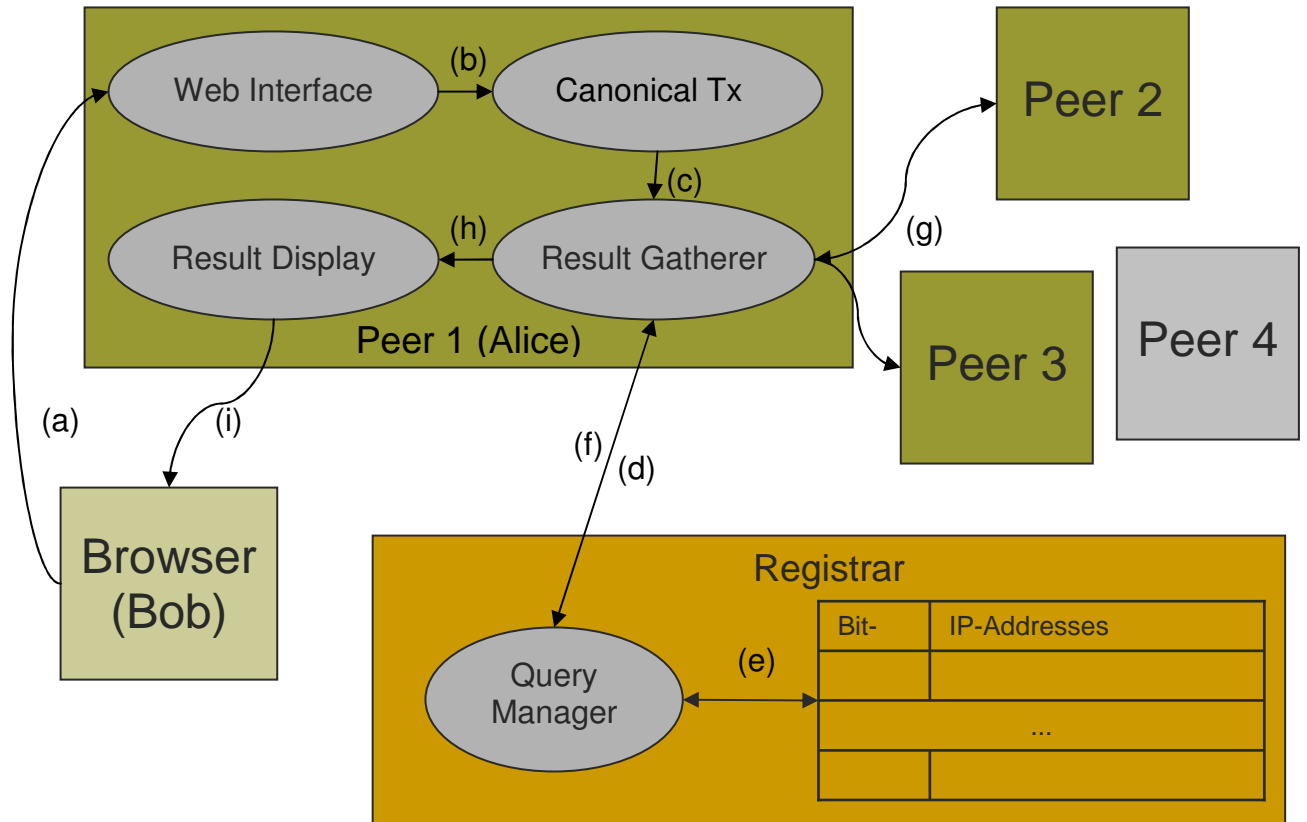 Web Interface
(b)
Canonical Tx
Peer 2
(c)
(g)
Result Display
(h)
Result Gatherer
Peer 1 (Alice)
Peer 3
Peer 4
(a)
(i)
(f)
(d)
Browser
(Bob)
Registrar
Bit-
IP-Addresses
(e)
Query
Manager
...